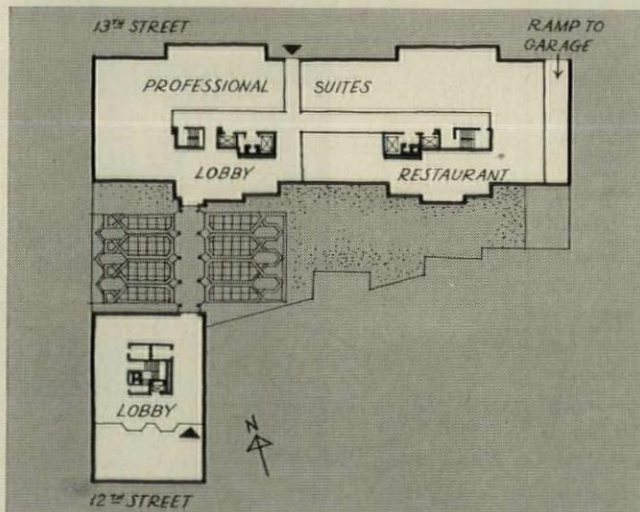 13TH STREET
RAMP TO
GARAGE
PROFESSIONAL SUITES
LOBBY
RESTAURANT
LOBBY
N
12TH STREET